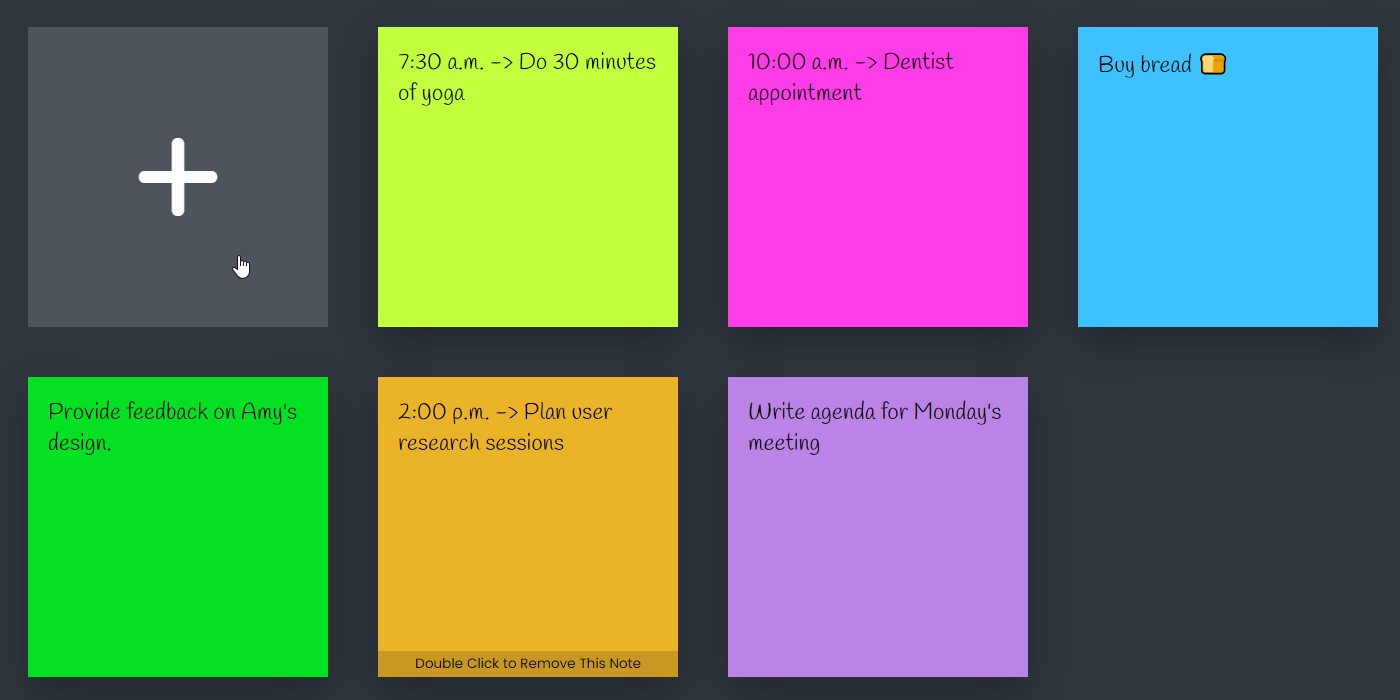 7:30 a.m. -> Do 30 minutes
of yoga
10:00 a.m. -> Dentist
appointment
Buy bread 🍞
Provide feedback on Amy's
design.
2:00 p.m. -> Plan user
research sessions
Double Click to Remove This Note
Write agenda for Monday's
meeting